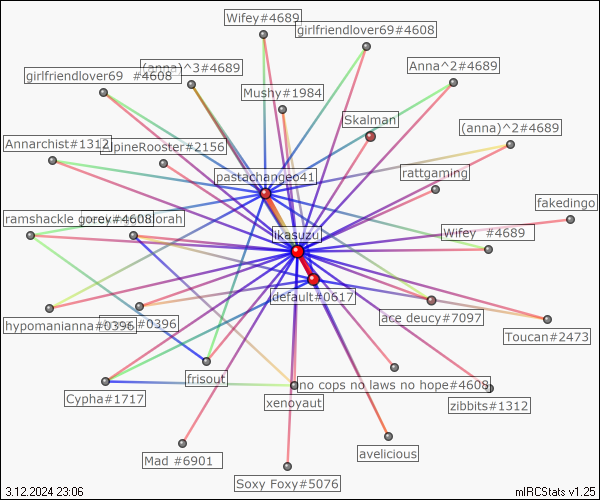 Wifey#4689
girlfriendlover69#4608
(anna)^3#4689
Anna^2#4689
girlfriendlover69 #4608
Mushy#1984
Skalman
(anna)^2#4689
Annarchist#1312
lpineRooster#2156
pastachangeo41
rattgaming
fakedingo
ramshackle
#4608
ikasuzu
Wifey #4689
default#0617
hypomanianna#0396
#0396
ace deucy#7097
Toucan#2473
frisout
no cops no laws no hope#4608
Cypha#1717
xenoyaut
zibbits#1312
avelicious
Mad #6901
Soxy Foxy#5076
3.12.2024 23:06
mIRCStats v1.25